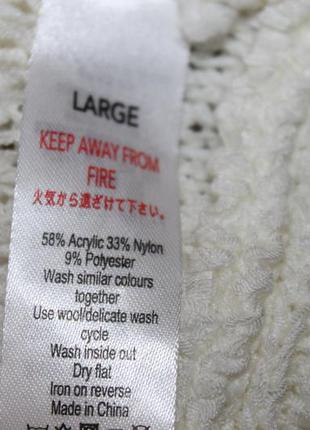 LARGE
KEEP AWAY FROM
FIRE
火気から遠ざけて下さい。
58% Acrylic 33% Nylon
9% Polyester
Wash similar colours
together
Use wool/delicate wash
cycle
Wash inside out
Dry flat
Iron on reverse
Made in China